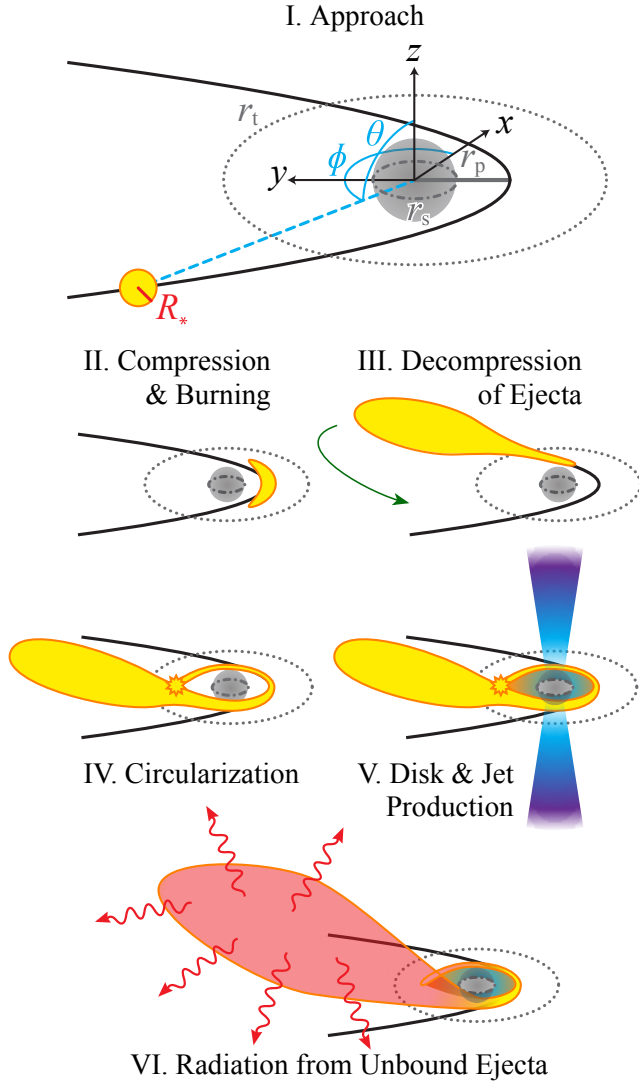 I. Approach
z
r_t
θ
x
ϕ
r_p
y
r_s
R_*
II. Compression
& Burning
III. Decompression
of Ejecta
IV. Circularization
V. Disk & Jet
Production
VI. Radiation from Unbound Ejecta